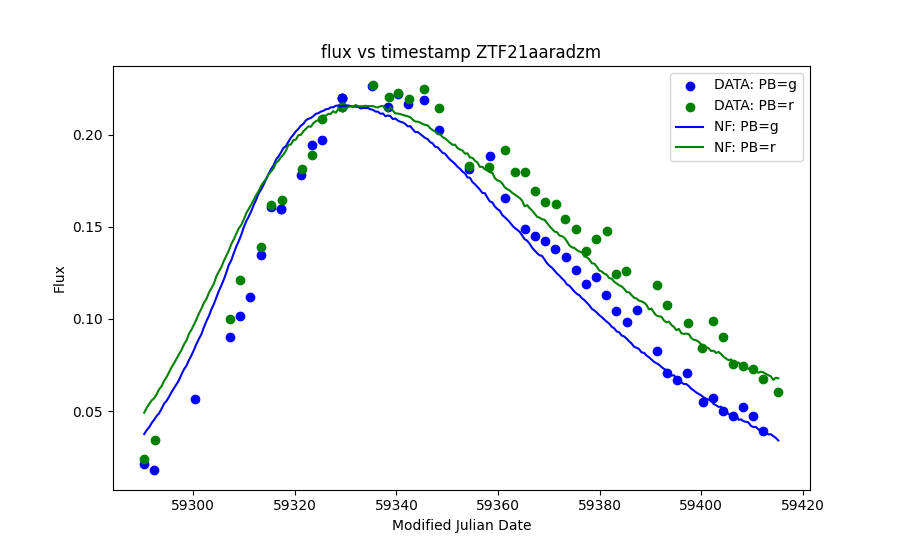 flux vs timestamp ZTF21aaradzm
DATA: PB=g
DATA: PB=r
NF: PB=g
NF: PB=r
Flux
0.20
0.15
0.10
0.05
59300
59320
59340
59360
59380
59400
59420
Modified Julian Date